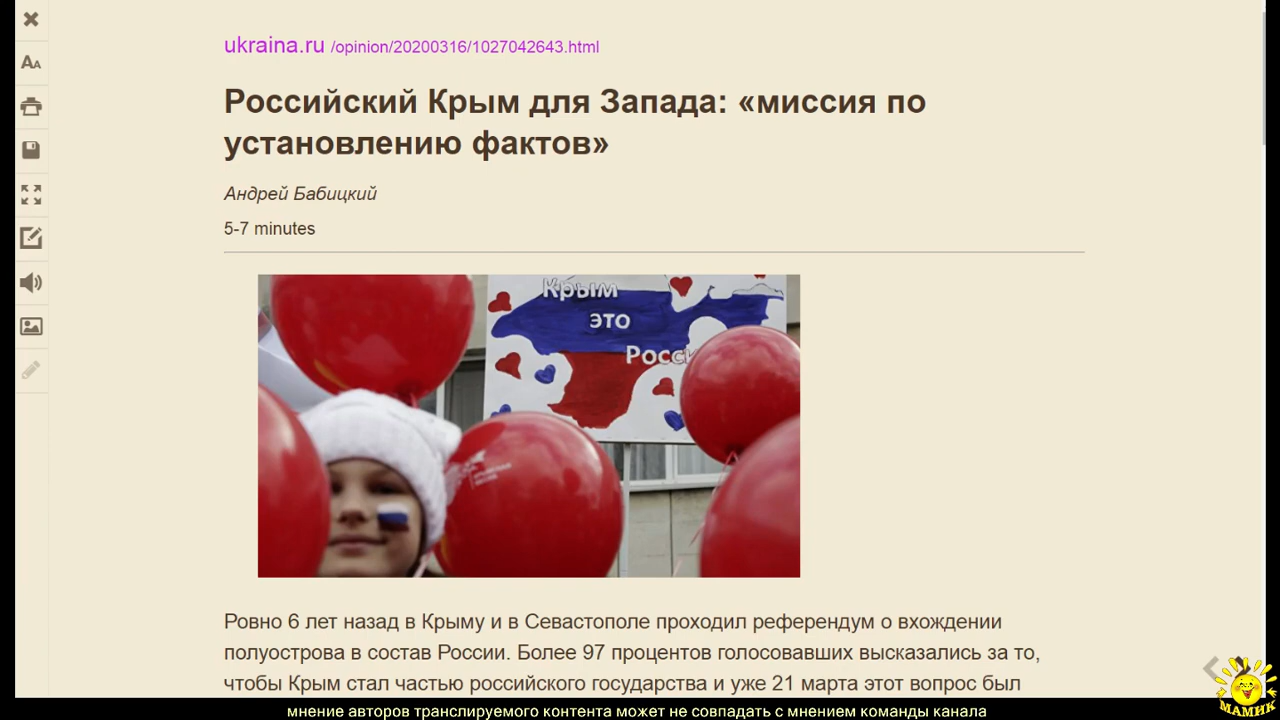 ukraina.ru /opinion/20200316/1027042643.html
Российский Крым для Запада: «миссия по
установлению фактов»
Андрей Бабицкий
5-7 minutes
Крым
это
Росси
Ровно 6 лет назад в Крыму и в Севастополе проходил референдум о вхождении
полуострова в состав России. Более 97 процентов голосовавших высказались за то,
чтобы Крым стал частью российского государства и уже 21 марта этот вопрос был
МАМИК
мнение авторов транслируемого контента может не совпадать с мнением команды канала